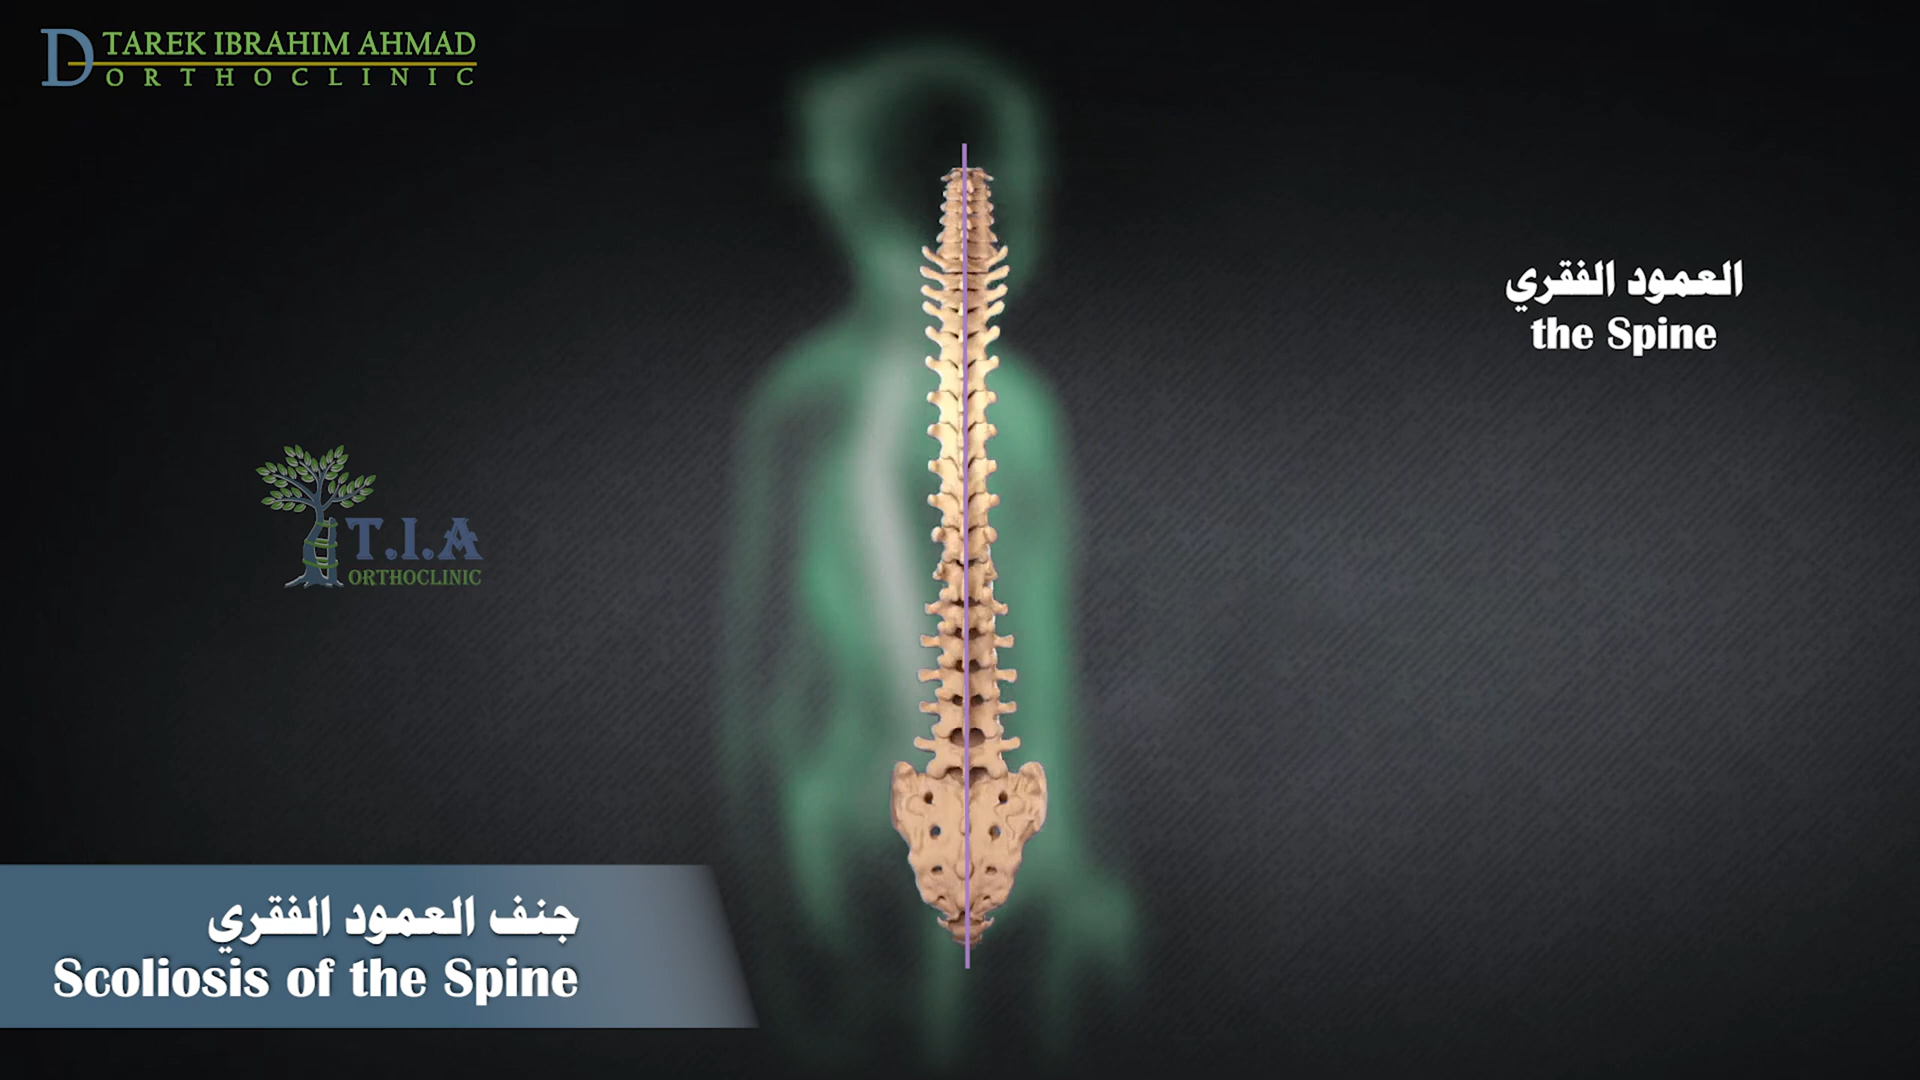 D TAREK IBRAHIM AHMAD
ORTHOCLINIC
العمود الفقري
the Spine
T.I.A
ORTHOCLINIC
جنف العمود الفقري
Scoliosis of the Spine